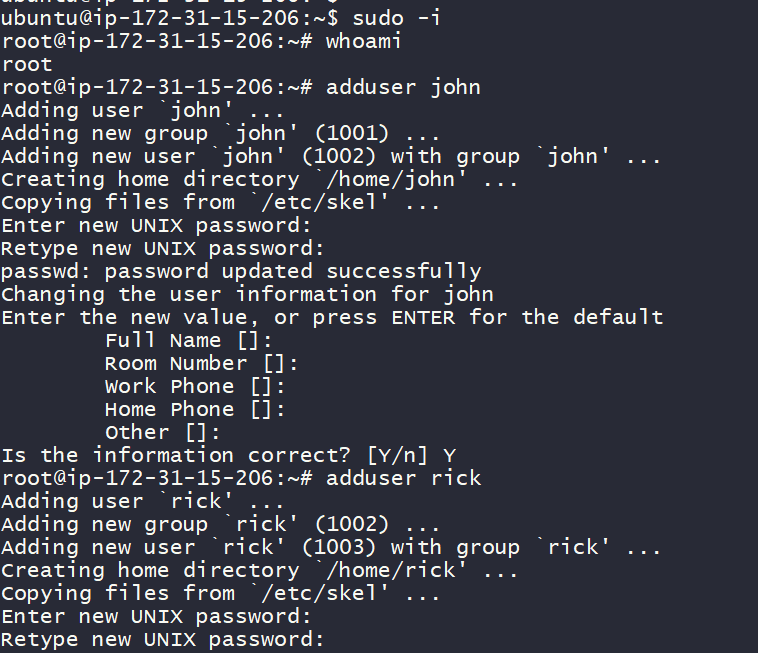 ubuntu@ip-172-31-15-206:~$
ubuntu@ip-172-31-15-206:~$ sudo -i
root@ip-172-31-15-206:~# whoami
root
root@ip-172-31-15-206:~# adduser john
Adding user `john' ...
Adding new group `john' (1001) ...
Adding new user `john' (1002) with group `john' ...
Creating home directory `/home/john' ...
Copying files from `/etc/skel' ...
Enter new UNIX password:
Retype new UNIX password:
passwd: password updated successfully
Changing the user information for john
Enter the new value, or press ENTER for the default
        Full Name []:
        Room Number []:
        Work Phone []:
        Home Phone []:
        Other []:
Is the information correct? [Y/n] Y
root@ip-172-31-15-206:~# adduser rick
Adding user `rick' ...
Adding new group `rick' (1002) ...
Adding new user `rick' (1003) with group `rick' ...
Creating home directory `/home/rick' ...
Copying files from `/etc/skel' ...
Enter new UNIX password:
Retype new UNIX password: